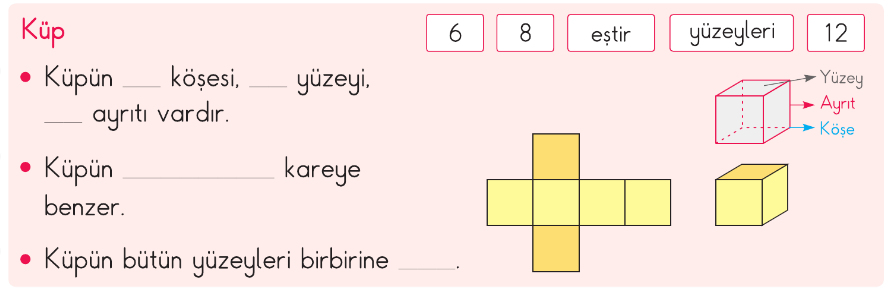 Küp
6 8 eştir yüzeyleri 12
• Küpün ___ köşesi, ___ yüzeyi,
___ ayrıtı vardır.
Yüzey
Ayrıt
Köşe
• Küpün ____________ kareye
benzer.
• Küpün bütün yüzeyleri birbirine _____.